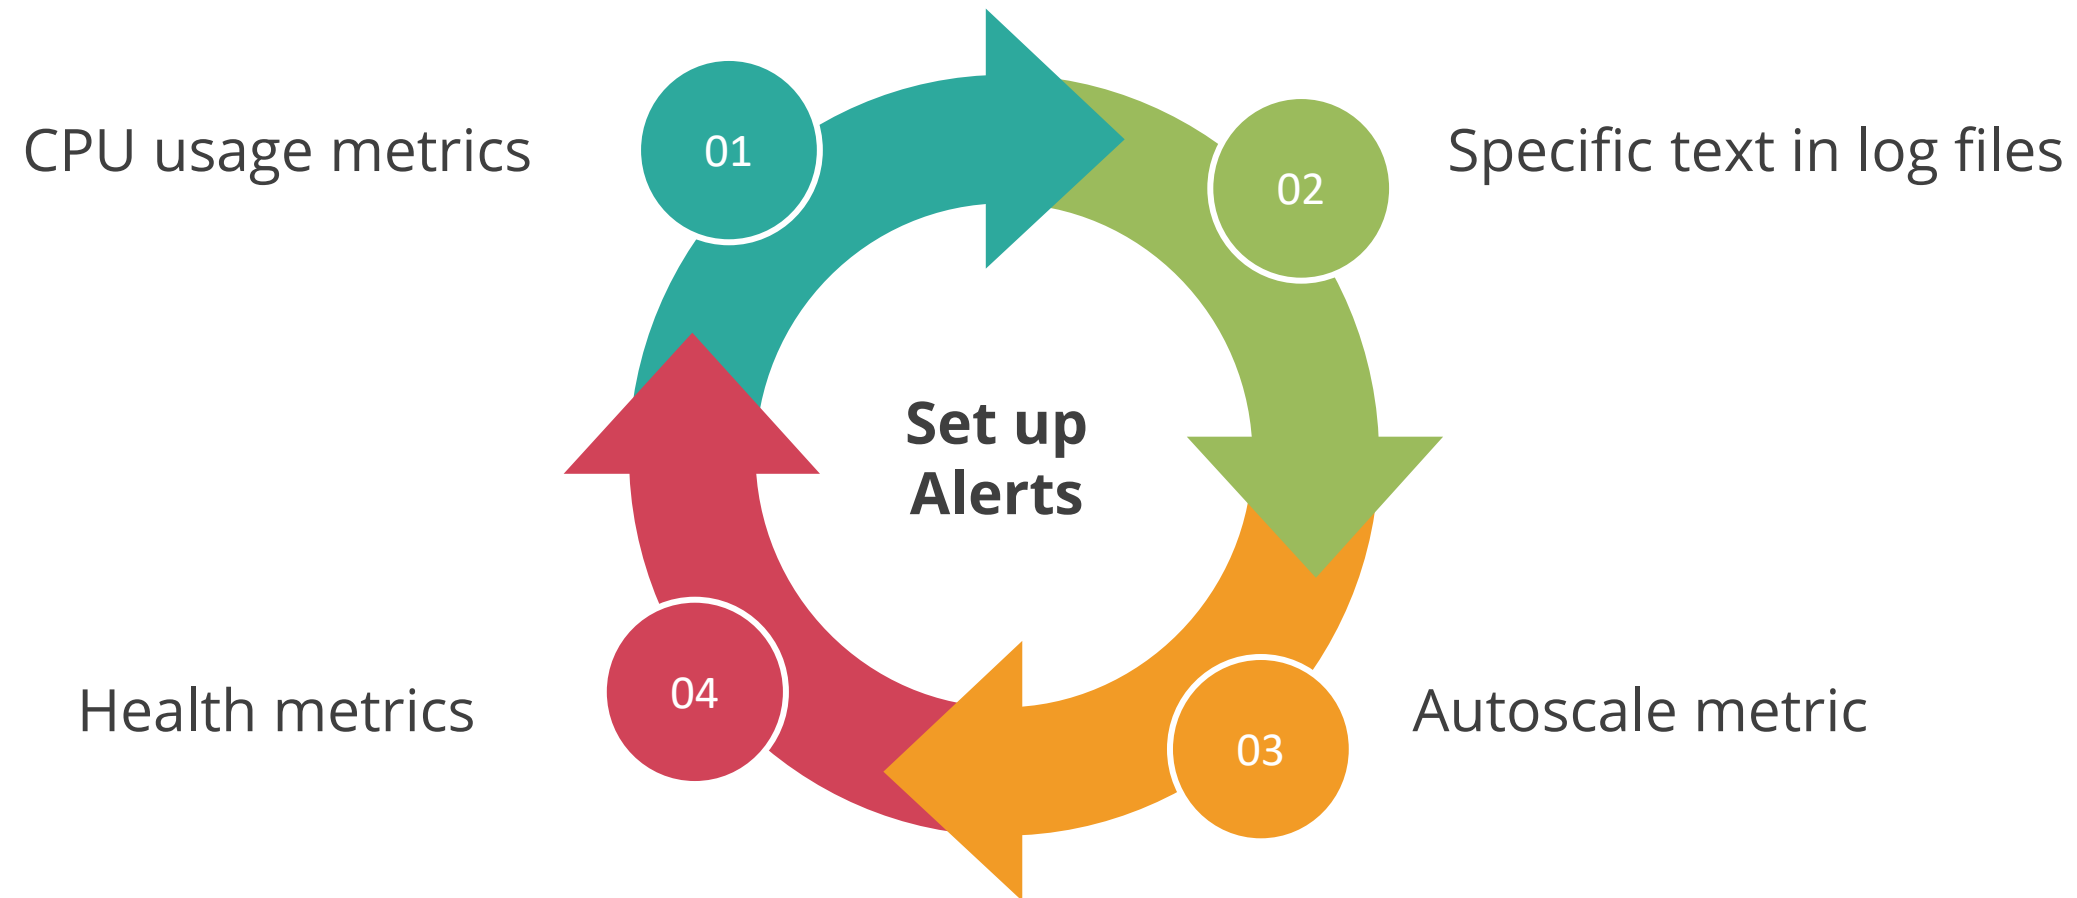 CPU usage metrics
01
02
Specific text in log files
Set up
Alerts
Health metrics
04
03
Autoscale metric